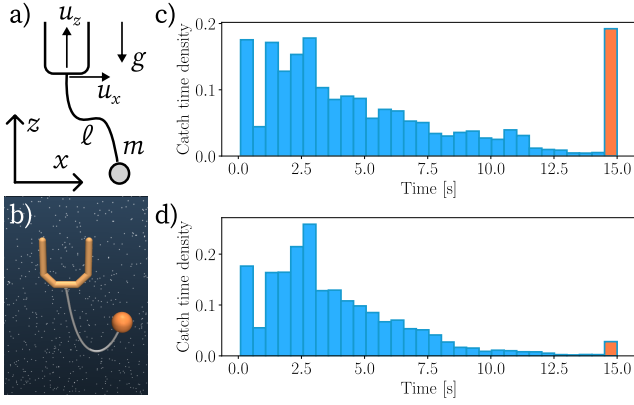 a)
u_z
g
u_x
z
ℓ
m
x
b)
c)
Catch time density
0.2
0.1
0.0
0.0 2.5 5.0 7.5 10.0 12.5 15.0
Time [s]
d)
Catch time density
0.2
0.1
0.0
0.0 2.5 5.0 7.5 10.0 12.5 15.0
Time [s]